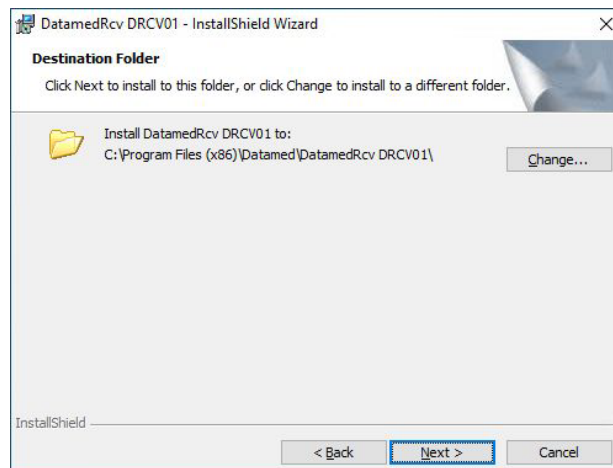 DatamedRcv DRCV01 - InstallShield Wizard
Destination Folder
Click Next to install to this folder, or click Change to install to a different folder.
Install DatamedRcv DRCV01 to:
C:\Program Files (x86)\Datamed\DatamedRcv DRCV01\
Change...
InstallShield
< Back
Next >
Cancel